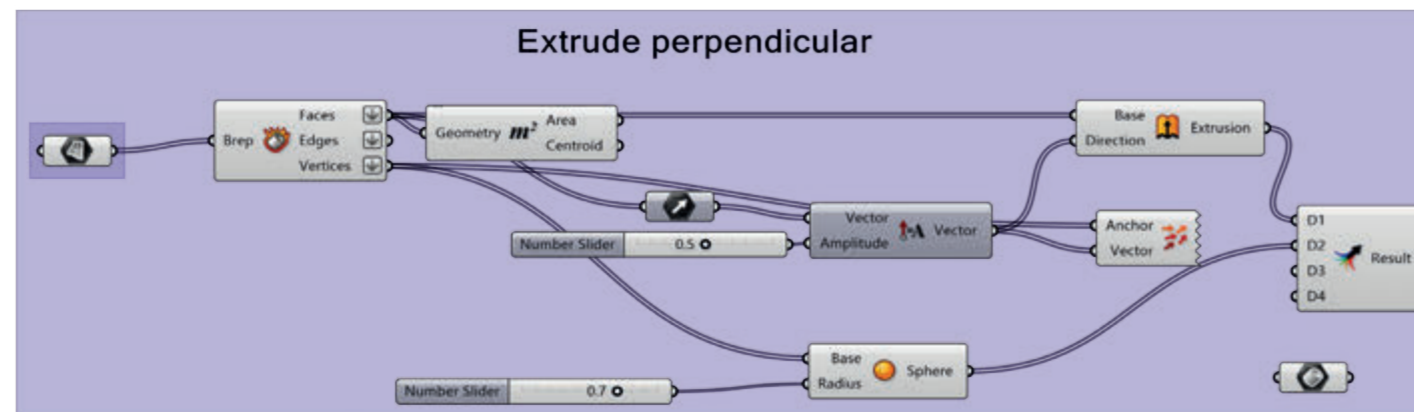 Extrude perpendicular
Brep
Faces
Edges
Vertices
Geometry m² Area
Centroid
Base
Direction
Extrusion
Vector
Amplitude
A Vector
Number Slider 0.5
Anchor
Vector
D1
D2
D3
D4
Result
Base
Radius
Sphere
Number Slider 0.7